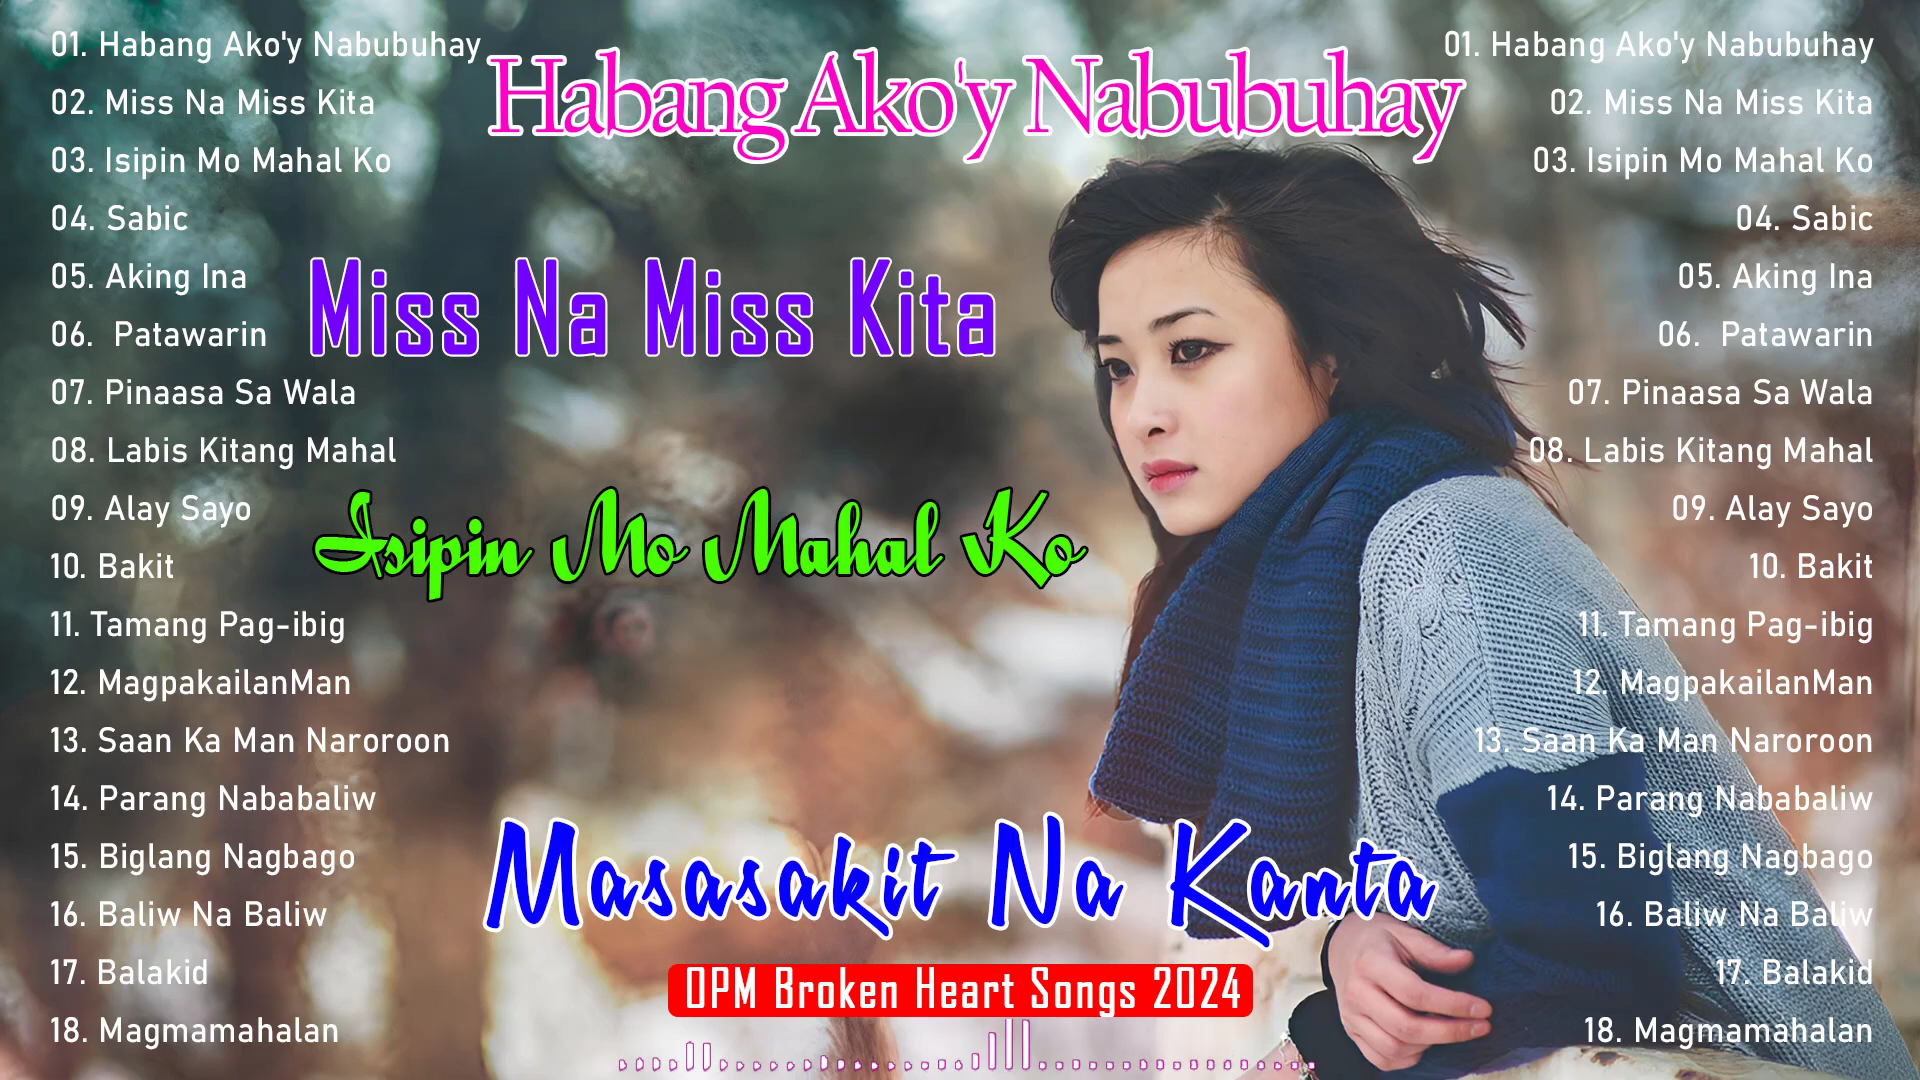 01. Habang Ako'y Nabubuhay
02. Miss Na Miss Kita
03. Isipin Mo Mahal Ko
04. Sabic
05. Aking Ina
06.  Patawarin
07. Pinaasa Sa Wala
08. Labis Kitang Mahal
09. Alay Sayo
10. Bakit
11. Tamang Pag-ibig
12. MagpakailanMan
13. Saan Ka Man Naroroon
14. Parang Nababaliw
15. Biglang Nagbago
16. Baliw Na Baliw
17. Balakid
18. Magmamahalan
Habang Ako'y Nabubuhay
Miss Na Miss Kita
Isipin Mo Mahal Ko
Masasakit Na Kanta
OPM Broken Heart Songs 2024
01. Habang Ako'y Nabubuhay
02. Miss Na Miss Kita
03. Isipin Mo Mahal Ko
04. Sabic
05. Aking Ina
06.  Patawarin
07. Pinaasa Sa Wala
08. Labis Kitang Mahal
09. Alay Sayo
10. Bakit
11. Tamang Pag-ibig
12. MagpakailanMan
13. Saan Ka Man Naroroon
14. Parang Nababaliw
15. Biglang Nagbago
16. Baliw Na Baliw
17. Balakid
18. Magmamahalan